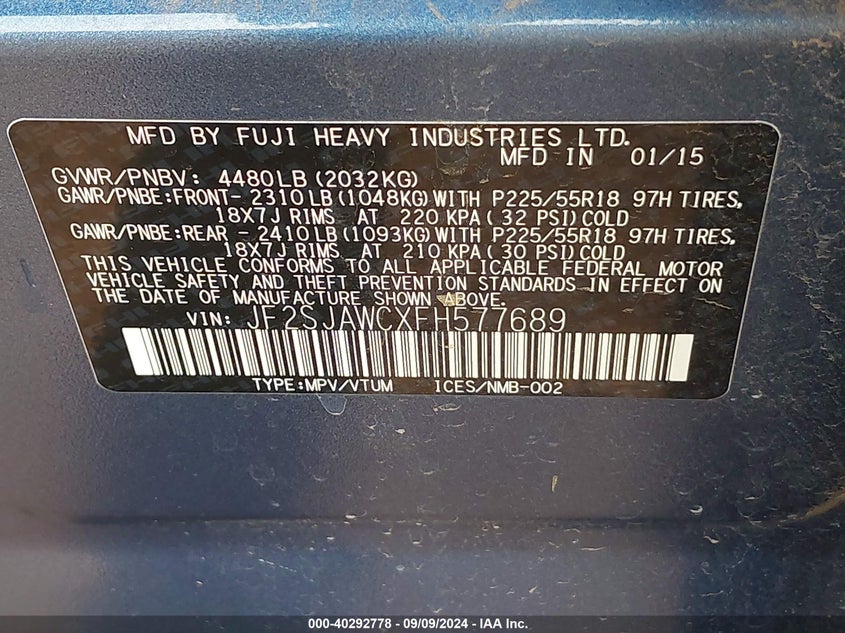 MFD BY FUJI HEAVY INDUSTRIES LTD.
MFD IN 01/15
GVWR/PNBV: 4480LB (2032KG)
GAWR/PNBE:FRONT- 2310LB (1048KG) WITH P225/55R18 97H TIRES,
18X7J RIMS AT 220 KPA( 32 PSI) COLD
GAWR/PNBE:REAR - 2410LB (1093KG) WITH P225/55R18 97H TIRES,
18X7J RIMS AT 210 KPA( 30 PSI) COLD
THIS VEHICLE CONFORMS TO ALL APPLICABLE FEDERAL MOTOR
VEHICLE SAFETY AND THEFT PREVENTION STANDARDS IN EFFECT ON
THE DATE OF MANUFACTURE SHOWN ABOVE.
VIN: JF2SJAWCXFH577689
TYPE:MPV/VTUM ICES/NMB-002
000-40292778 - 09/09/2024 - IAA Inc.